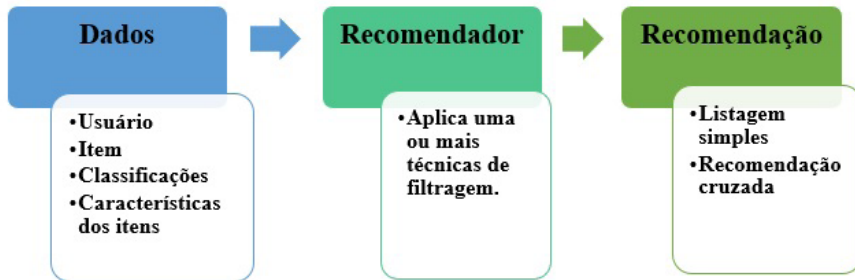 Dados
•Usuário
•Item
•Classificações
•Características
dos itens
Recomendador
•Aplica uma
ou mais
técnicas de
filtragem.
Recomendação
•Listagem
simples
•Recomendação
cruzada